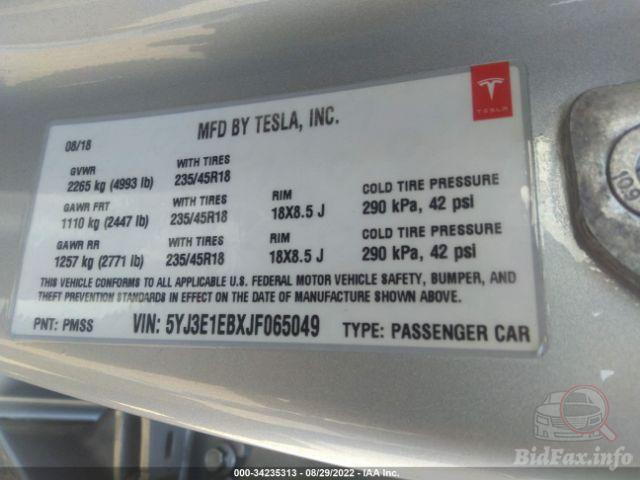 TESLA
MFD BY TESLA, INC.
08/18
GVWR WITH TIRES
2265 kg (4993 lb) 235/45R18
GAWR FRT WITH TIRES RIM COLD TIRE PRESSURE
1110 kg (2447 lb) 235/45R18 18X8.5 J 290 kPa, 42 psi
GAWR RR WITH TIRES RIM COLD TIRE PRESSURE
1257 kg (2771 lb) 235/45R18 18X8.5 J 290 kPa, 42 psi
THIS VEHICLE CONFORMS TO ALL APPLICABLE U.S. FEDERAL MOTOR VEHICLE SAFETY, BUMPER, AND
THEFT PREVENTION STANDARDS IN EFFECT ON THE DATE OF MANUFACTURE SHOWN ABOVE.
PNT: PMSS VIN: 5YJ3E1EBXJF065049 TYPE: PASSENGER CAR
10.9
BidFax.info
000-34235313 - 08/29/2022 - IAA Inc.